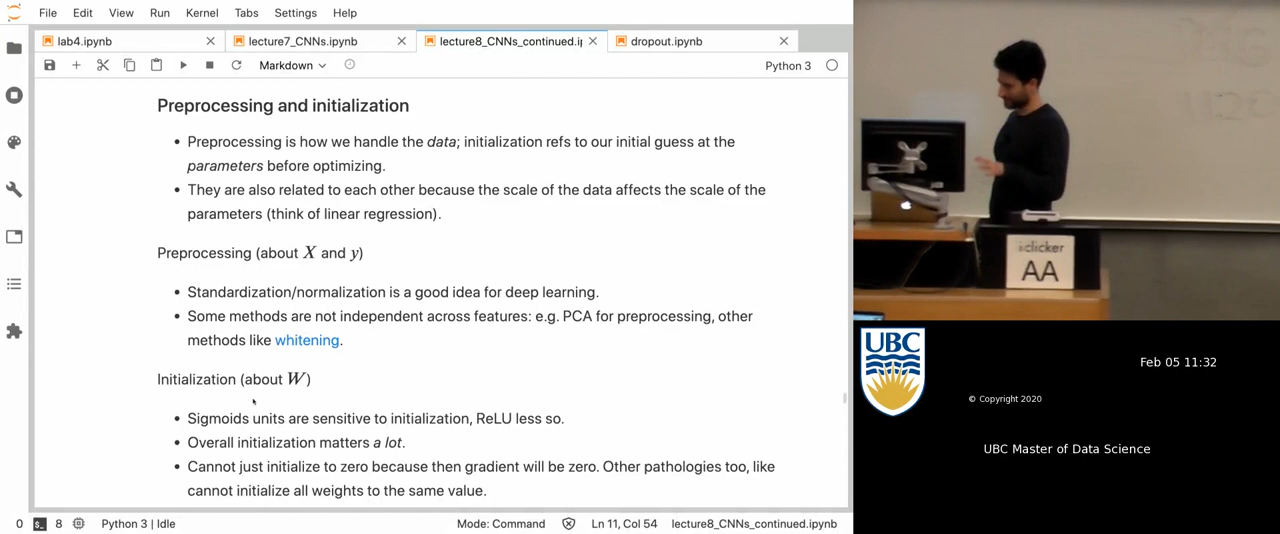 File Edit View Run Kernel Tabs Settings Help
lab4.ipynb lecture7_CNNs.ipynb lecture8_CNNs_continued.ip dropout.ipynb
Markdown Python 3
Preprocessing and initialization
• Preprocessing is how we handle the data; initialization refs to our initial guess at the
parameters before optimizing.
• They are also related to each other because the scale of the data affects the scale of the
parameters (think of linear regression).
Preprocessing (about X and y)
• Standardization/normalization is a good idea for deep learning.
• Some methods are not independent across features: e.g. PCA for preprocessing, other
methods like whitening.
Initialization (about W)
• Sigmoids units are sensitive to initialization, ReLU less so.
• Overall initialization matters a lot.
• Cannot just initialize to zero because then gradient will be zero. Other pathologies too, like
cannot initialize all weights to the same value.
0 8 Python 3 | Idle Mode: Command Ln 11, Col 54 lecture8_CNNs_continued.ipynb
iclicker
AA
UBC
Feb 05 11:32
© Copyright 2020
UBC Master of Data Science